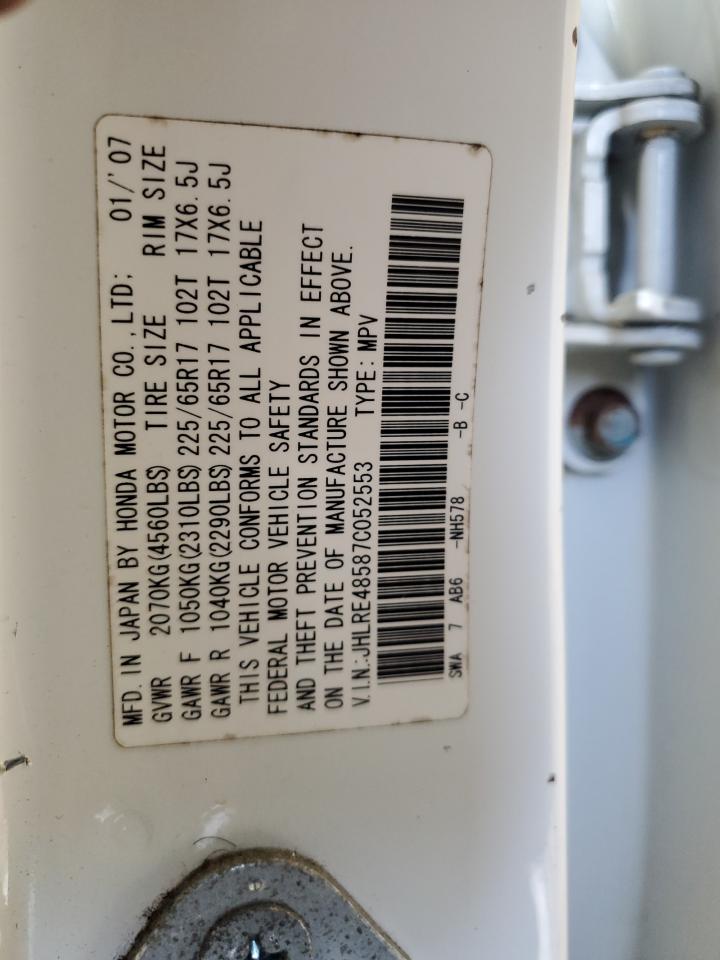 MFD. IN JAPAN BY HONDA MOTOR CO.,LTD; 01/'07
GVWR 2070KG(4560LBS) TIRE SIZE RIM SIZE
GAWR F 1050KG(2310LBS) 225/65R17 102T 17X6.5J
GAWR R 1040KG(2290LBS) 225/65R17 102T 17X6.5J
THIS VEHICLE CONFORMS TO ALL APPLICABLE
FEDERAL MOTOR VEHICLE SAFETY
AND THEFT PREVENTION STANDARDS IN EFFECT
ON THE DATE OF MANUFACTURE SHOWN ABOVE.
V.I.N.:JHLRE48587C052553 TYPE: MPV
SWA 7 AB6 -NH578 -B -C